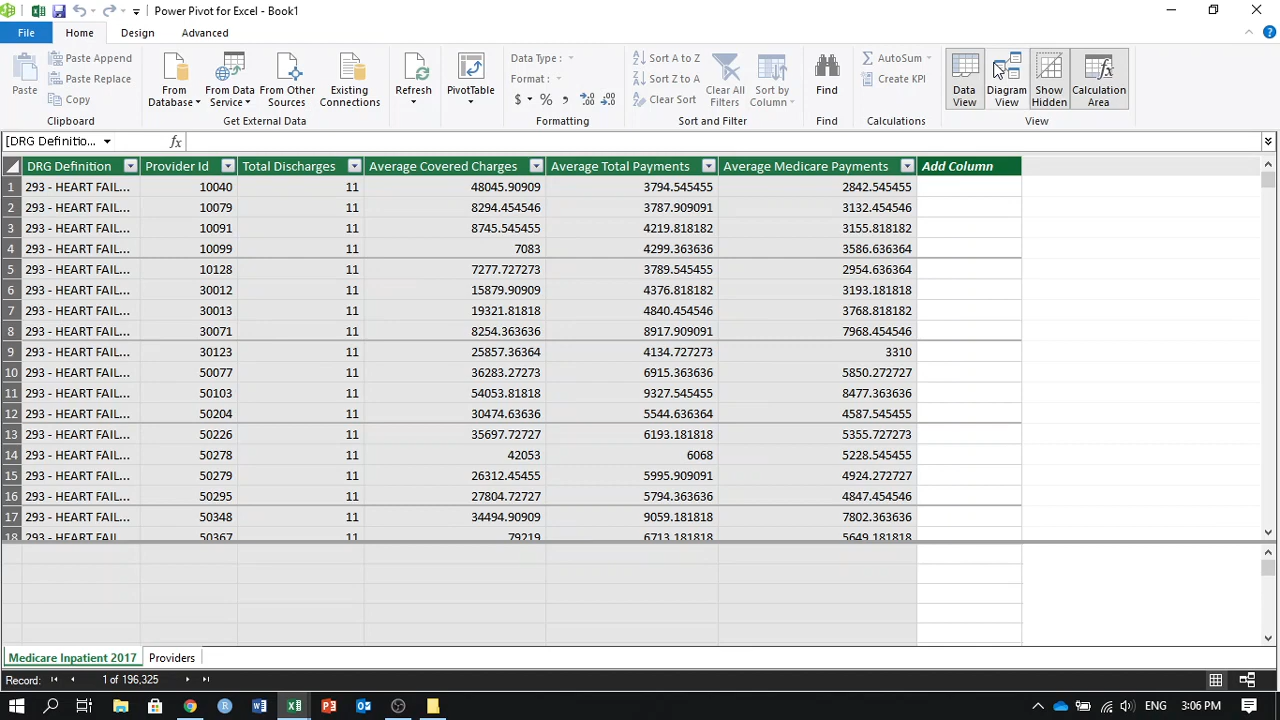 Power Pivot for Excel - Book1
File Home Design Advanced
Paste
Paste Append
Paste Replace
Copy
Clipboard
From Database
From Data Service
From Other Sources
Existing Connections
Get External Data
Refresh
PivotTable
Data Type :
Format :
$ % ,
Formatting
Sort A to Z
Sort Z to A
Clear Sort
Clear All Filters
Sort by Column
Sort and Filter
Find
Find
AutoSum
Create KPI
Calculations
Data View
Diagram View
Show Hidden
Calculation Area
View
[DRG Definitio... fx
DRG Definition Provider Id Total Discharges Average Covered Charges Average Total Payments Average Medicare Payments Add Column
1 293 - HEART FAIL... 10040 11 48045.90909 3794.545455 2842.545455
2 293 - HEART FAIL... 10079 11 8294.454546 3787.909091 3132.454546
3 293 - HEART FAIL... 10091 11 8745.545455 4219.818182 3155.818182
4 293 - HEART FAIL... 10099 11 7083 4299.363636 3586.636364
5 293 - HEART FAIL... 10128 11 7277.727273 3789.545455 2954.636364
6 293 - HEART FAIL... 30012 11 15879.90909 4376.818182 3193.181818
7 293 - HEART FAIL... 30013 11 19321.81818 4840.454546 3768.818182
8 293 - HEART FAIL... 30071 11 8254.363636 8917.909091 7968.454546
9 293 - HEART FAIL... 30123 11 25857.36364 4134.727273 3310
10 293 - HEART FAIL... 50077 11 36283.27273 6915.363636 5850.272727
11 293 - HEART FAIL... 50103 11 54053.81818 9327.545455 8477.363636
12 293 - HEART FAIL... 50204 11 30474.63636 5544.636364 4587.545455
13 293 - HEART FAIL... 50226 11 35697.72727 6193.181818 5355.727273
14 293 - HEART FAIL... 50278 11 42053 6068 5228.545455
15 293 - HEART FAIL... 50279 11 26312.45455 5995.909091 4924.272727
16 293 - HEART FAIL... 50295 11 27804.72727 5794.363636 4847.454546
17 293 - HEART FAIL... 50348 11 34494.90909 9059.181818 7802.363636
18 293 - HEART FAIL... 50367 11 79219 6713.181818 5649.181818
Medicare Inpatient 2017 Providers
Record: 1 of 196,325
ENG 3:06 PM